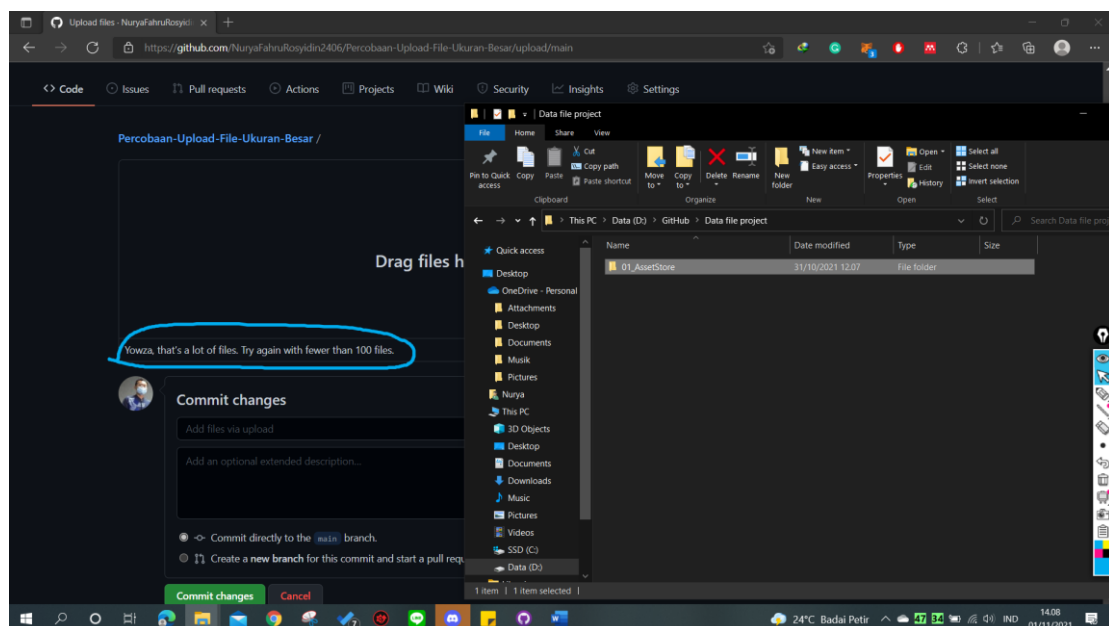 Upload files · NuryaFahruRosyidi
https://github.com/NuryaFahruRosyidin2406/Percobaan-Upload-File-Ukuran-Besar/upload/main
3
<> Code
Issues
Pull requests
Actions
Projects
Wiki
Security
Insights
Settings
Percobaan-Upload-File-Ukuran-Besar /
Drag files h
Yowza, that's a lot of files. Try again with fewer than 100 files.
Commit changes
Add files via upload
Add an optional extended description...
Commit directly to the main branch.
Create a new branch for this commit and start a pull requ
Commit changes
Cancel
Data file project
File
Home
Share
View
Pin to Quick access
Copy
Paste
Cut
Copy path
Paste shortcut
Clipboard
Move to
Copy to
Delete
Rename
Organize
New folder
New item
Easy access
New
Properties
Open
Edit
History
Open
Select all
Select none
Invert selection
Select
This PC > Data (D:) > GitHub > Data file project
Search Data file proj
Name
Date modified
Type
Size
01_AssetStore
31/10/2021 12.07
File folder
Quick access
Desktop
OneDrive - Personal
Attachments
Desktop
Documents
Musik
Pictures
Nurya
This PC
3D Objects
Desktop
Documents
Downloads
Music
Pictures
Videos
SSD (C:)
Data (D:)
1 item
1 item selected
24°C Badai Petir
47
34
IND
14.08
01/11/2021